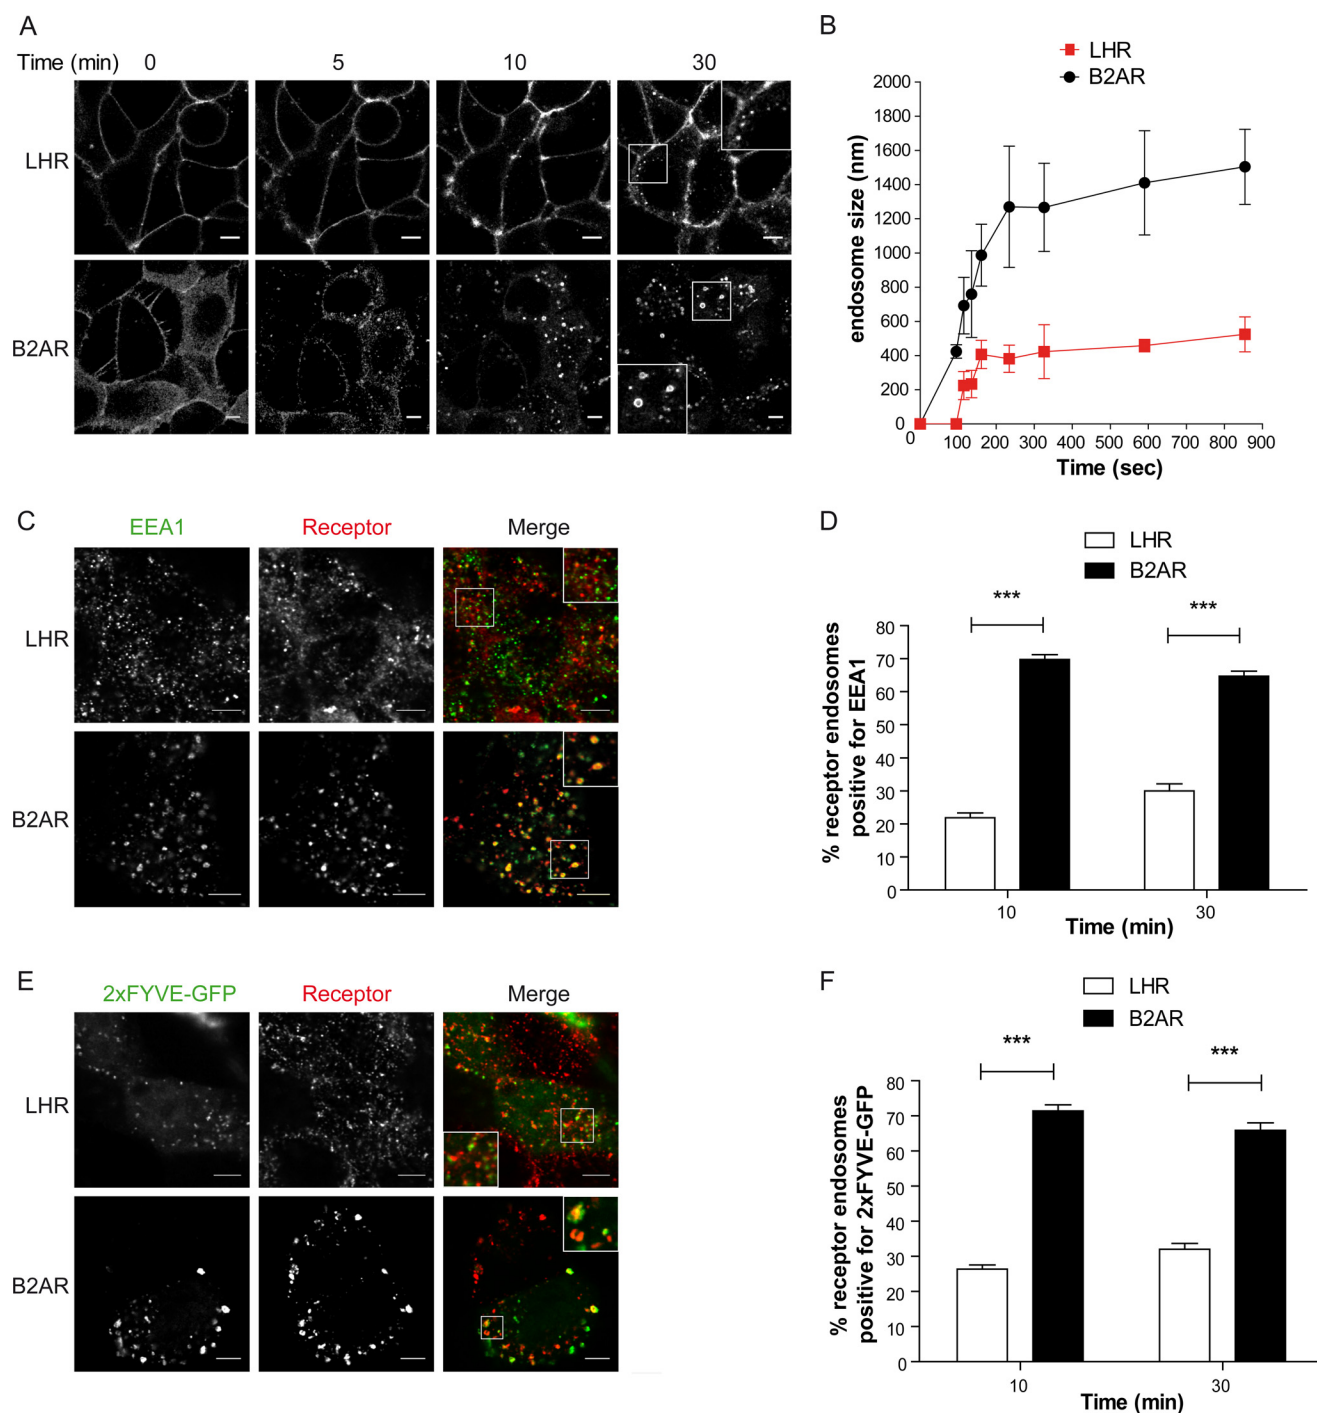 A
Time (min) 0 5 10 30
LHR
B2AR
B
LHR
B2AR
2000
1800
1600
1400
1200
1000
800
600
400
200
0
endosome size (nm)
0 100 200 300 400 500 600 700 800 900
Time (sec)
C
EEA1 Receptor Merge
LHR
B2AR
D
LHR
B2AR
*** ***
80
70
60
50
40
30
20
10
0
% receptor endosomes
positive for EEA1
10 30
Time (min)
E
2xFYVE-GFP Receptor Merge
LHR
B2AR
F
LHR
B2AR
*** ***
80
70
60
50
40
30
20
10
0
% receptor endosomes
positive for 2xFYVE-GFP
10 30
Time (min)